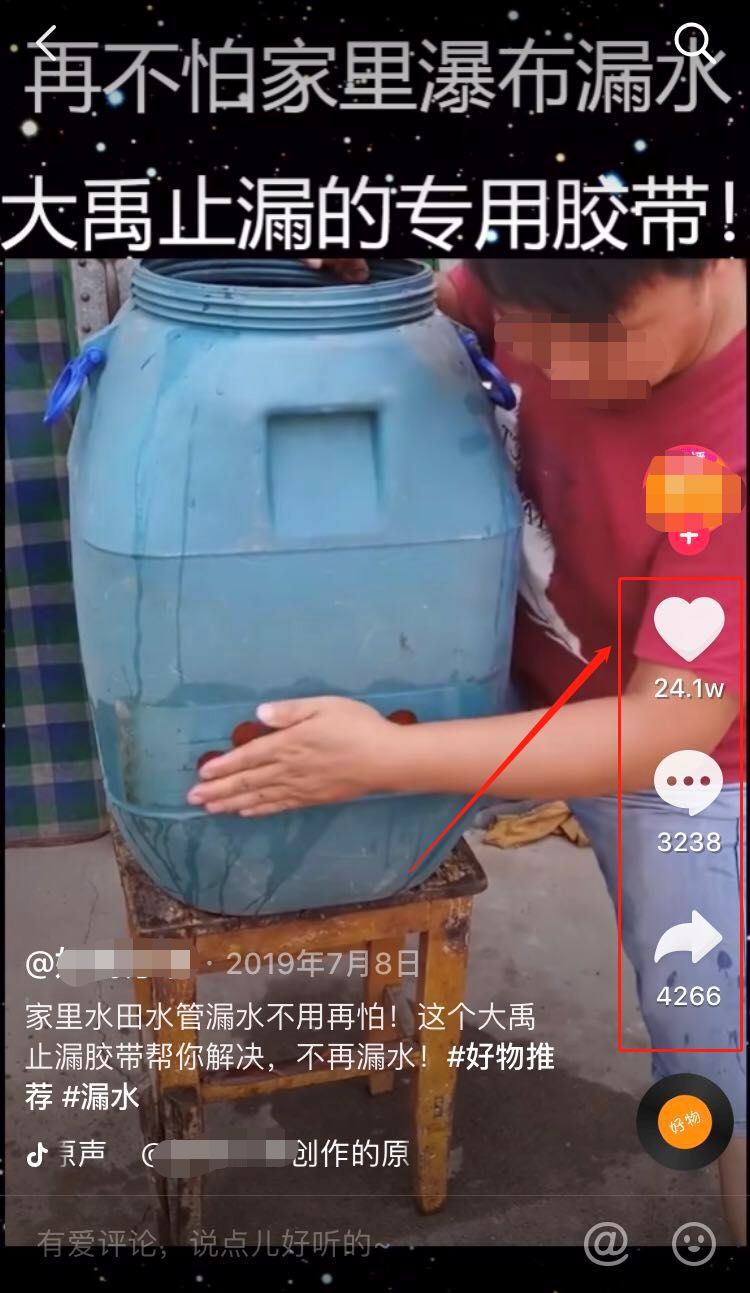 再不怕家里瀑布漏水
大禹止漏的专用胶带！
24.1w
3238
4266
· 2019年7月8日
家里水田水管漏水不用再怕！这个大禹
止漏胶带帮你解决，不再漏水！#好物推
荐 #漏水
原声 创作的原
好物
有爱评论，说点儿好听的~